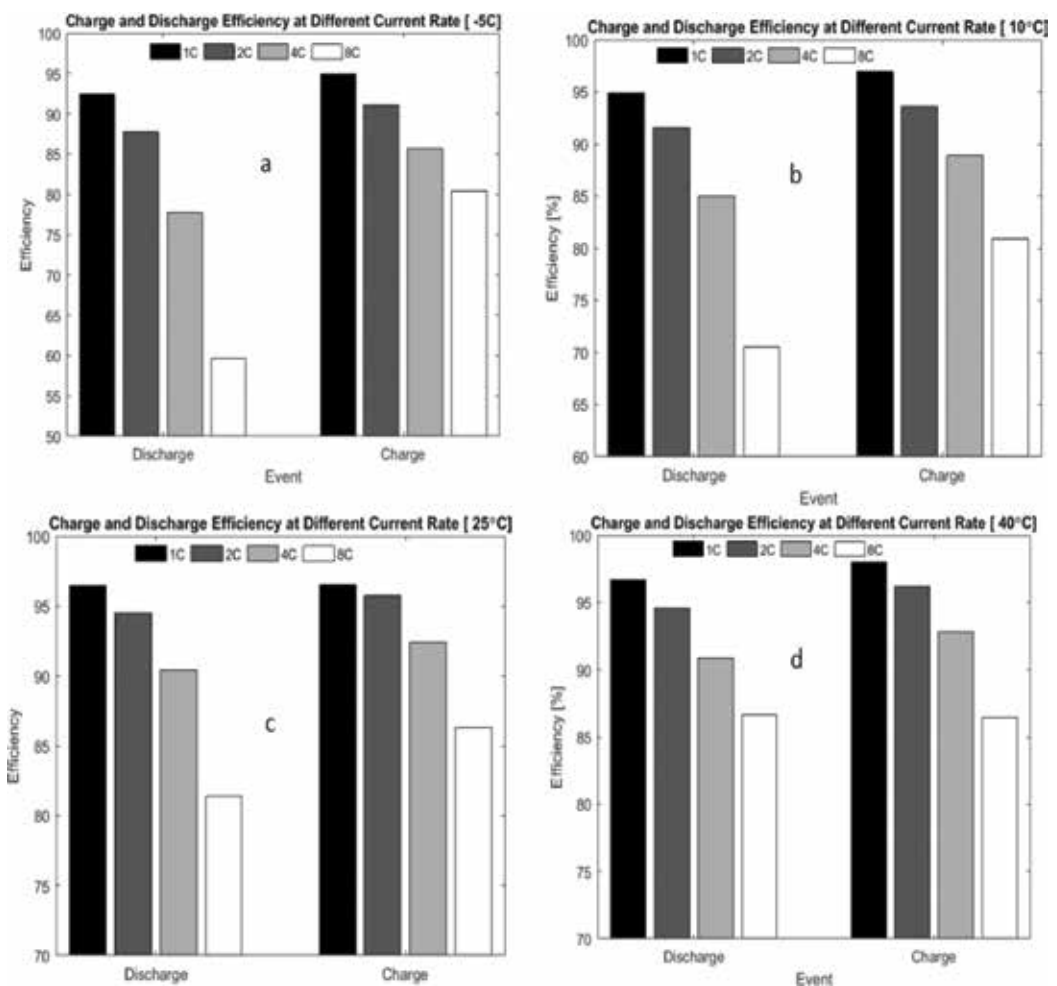 Charge and Discharge Efficiency at Different Current Rate [ -5C]
100
95
90
85
80
75
70
65
60
55
50
1C 2C 4C 8C
a
Efficiency
Discharge Charge
Event
Charge and Discharge Efficiency at Different Current Rate [ 10°C]
100
95
90
85
80
75
70
65
60
1C 2C 4C 8C
b
Efficiency [%]
Discharge Charge
Event
Charge and Discharge Efficiency at Different Current Rate [ 25°C]
100
95
90
85
80
75
70
1C 2C 4C 8C
c
Efficiency
Discharge Charge
Charge and Discharge Efficiency at Different Current Rate [ 40°C]
100
95
90
85
80
75
70
1C 2C 4C 8C
d
Efficiency [%]
Discharge Charge
Event